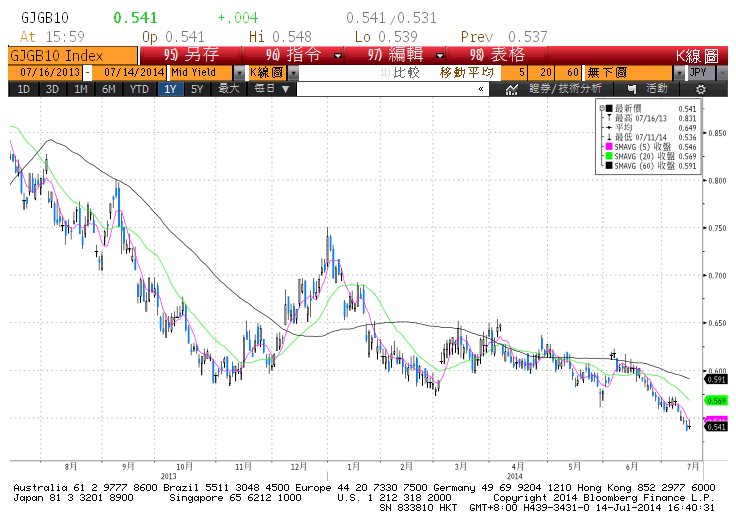 GJGB10 0.541 +.004 0.541/0.531
At 15:59 Op 0.541 Hi 0.548 Lo 0.539 Prev 0.537
GJGB10 Index 95) 另存 96) 指令 97) 編輯 98) 表格 K線圖
07/16/2013 - 07/14/2014 Mid Yield K線圖 比較 移動平均 5 20 60 無下圖 JPY
1D 3D 1M 6M YTD 1Y 5Y 最大 每日 ▼ « 證券/技術分析 活動
最新價 0.541
最高 07/16/13 0.831
平均 0.649
最低 07/11/14 0.536
SMAVG (5) 收盤 0.546
SMAVG (20) 收盤 0.569
SMAVG (60) 收盤 0.591
0.850
0.800
0.750
0.700
0.650
0.600
0.591
0.569
0.541
8月 9月 10月 11月 12月 1月 2月 3月 4月 5月 6月 7月
2013 2014
Australia 61 2 9777 8600 Brazil 5511 3048 4500 Europe 44 20 7330 7500 Germany 49 69 9204 1210 Hong Kong 852 2977 6000
Japan 81 3 3201 8900 Singapore 65 6212 1000 U.S. 1 212 318 2000 Copyright 2014 Bloomberg Finance L.P.
SN 833810 HKT GMT+8:00 H439-3431-0 14-Jul-2014 16:40:31